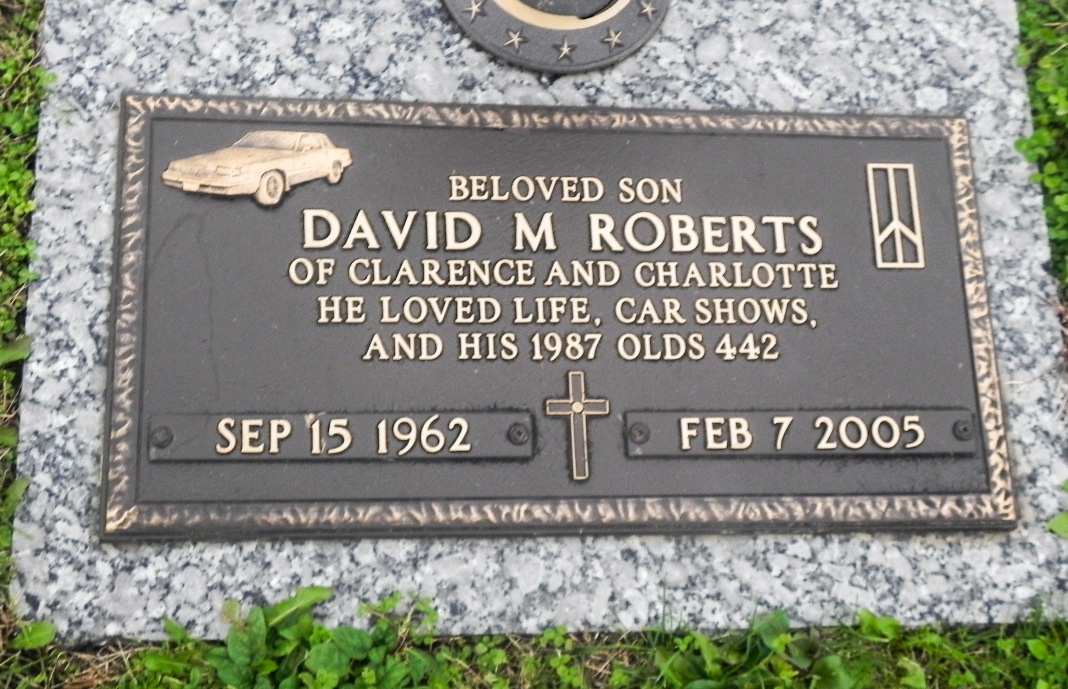 BELOVED SON
DAVID M ROBERTS
OF CLARENCE AND CHARLOTTE
HE LOVED LIFE, CAR SHOWS,
AND HIS 1987 OLDS 442
SEP 15 1962
FEB 7 2005